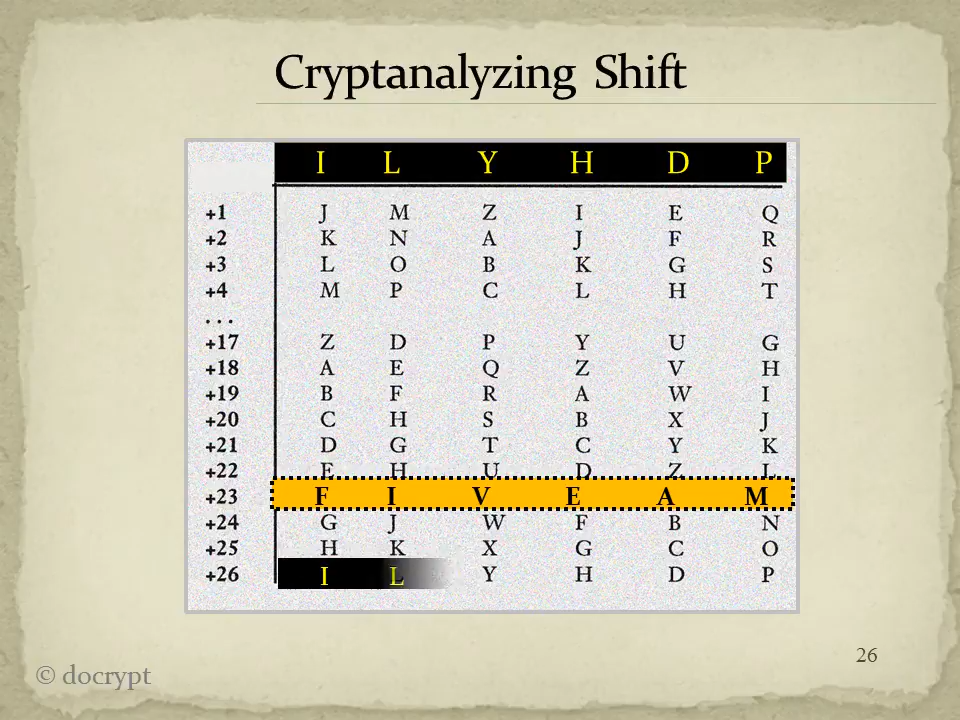 Cryptanalyzing Shift
I L Y H D P
+1 J M Z I E Q
+2 K N A J F R
+3 L O B K G S
+4 M P C L H T
...
+17 Z D P Y U G
+18 A E Q Z V H
+19 B F R A W I
+20 C H S B X J
+21 D G T C Y K
+22 E H U D Z L
+23 F I V E A M
+24 G J W F B N
+25 H K X G C O
+26 I L Y H D P
26
© docrypt